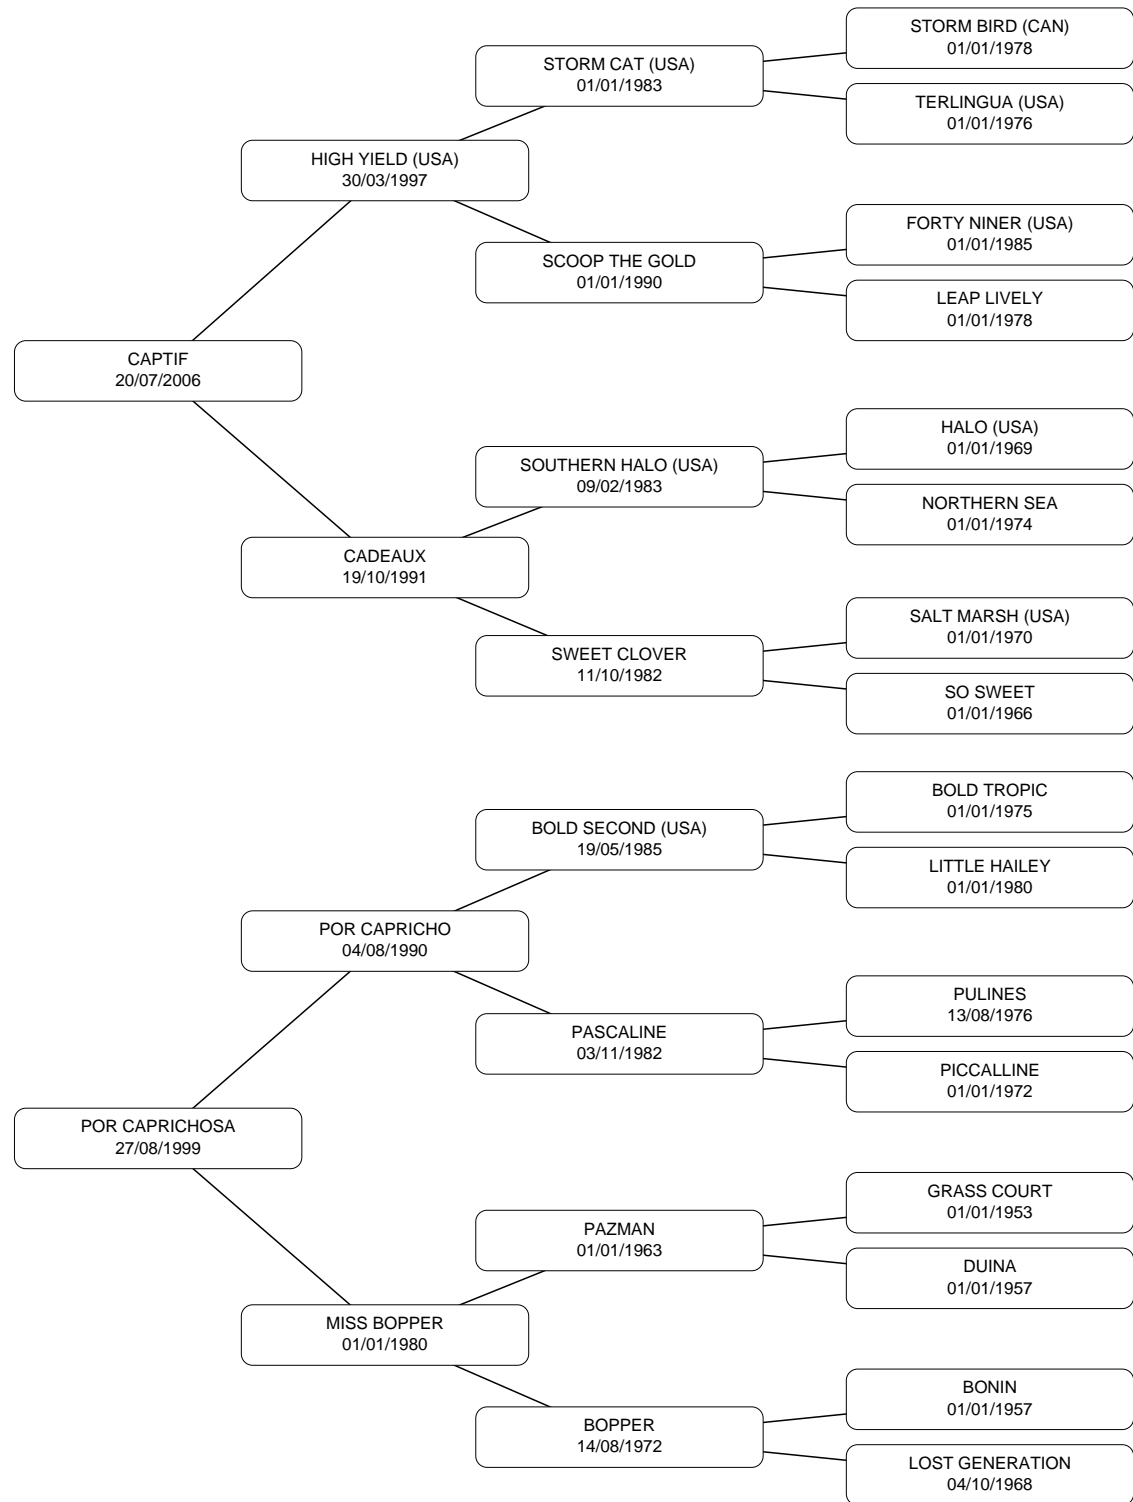 STORM BIRD (CAN)
01/01/1978
STORM CAT (USA)
01/01/1983
TERLINGUA (USA)
01/01/1976
HIGH YIELD (USA)
30/03/1997
FORTY NINER (USA)
01/01/1985
SCOOP THE GOLD
01/01/1990
LEAP LIVELY
01/01/1978
CAPTIF
20/07/2006
HALO (USA)
01/01/1969
SOUTHERN HALO (USA)
09/02/1983
NORTHERN SEA
01/01/1974
CADEAUX
19/10/1991
SALT MARSH (USA)
01/01/1970
SWEET CLOVER
11/10/1982
SO SWEET
01/01/1966
BOLD TROPIC
01/01/1975
BOLD SECOND (USA)
19/05/1985
LITTLE HAILEY
01/01/1980
POR CAPRICHO
04/08/1990
PULINES
13/08/1976
PASCALINE
03/11/1982
PICCALLINE
01/01/1972
POR CAPRICHOSA
27/08/1999
GRASS COURT
01/01/1953
PAZMAN
01/01/1963
DUINA
01/01/1957
MISS BOPPER
01/01/1980
BONIN
01/01/1957
BOPPER
14/08/1972
LOST GENERATION
04/10/1968